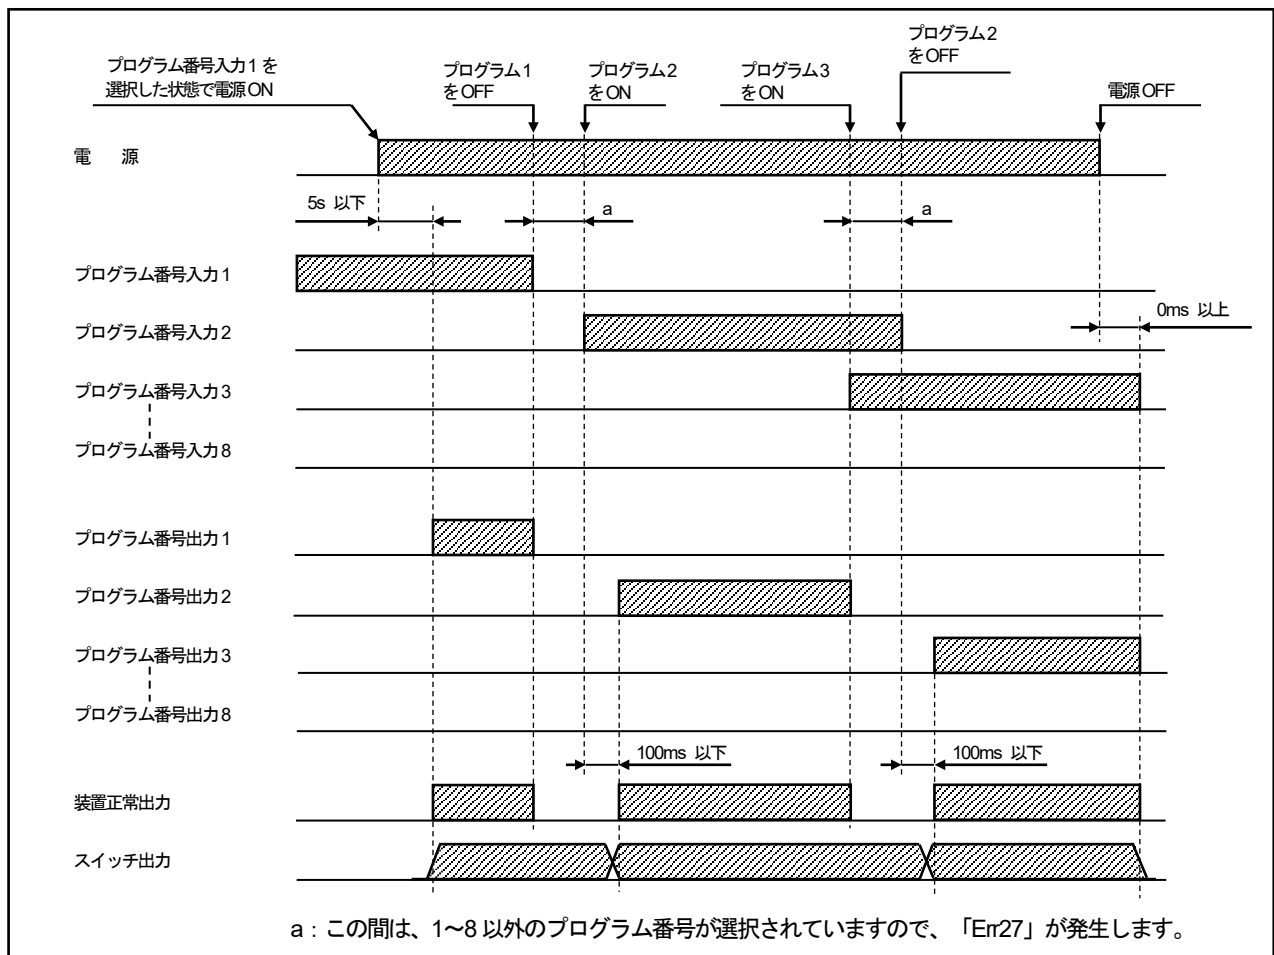 プログラム番号入力1 を
選択した状態で電源ON
プログラム1
をOFF
プログラム2
をON
プログラム3
をON
プログラム2
をOFF
電源OFF
電　源
5s 以下
a
a
プログラム番号入力1
プログラム番号入力2
0ms 以上
プログラム番号入力3
プログラム番号入力8
プログラム番号出力1
プログラム番号出力2
プログラム番号出力3
プログラム番号出力8
100ms 以下
100ms 以下
装置正常出力
スイッチ出力
a：この間は、1～8 以外のプログラム番号が選択されていますので、「Err27」が発生します。